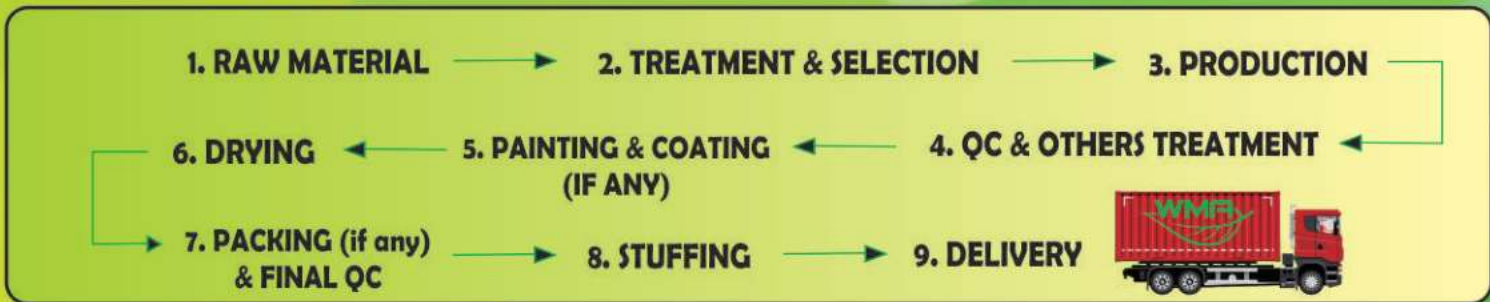 1. RAW MATERIAL
2. TREATMENT & SELECTION
3. PRODUCTION
4. QC & OTHERS TREATMENT
5. PAINTING & COATING
(IF ANY)
6. DRYING
7. PACKING (if any)
& FINAL QC
8. STUFFING
9. DELIVERY
WMA